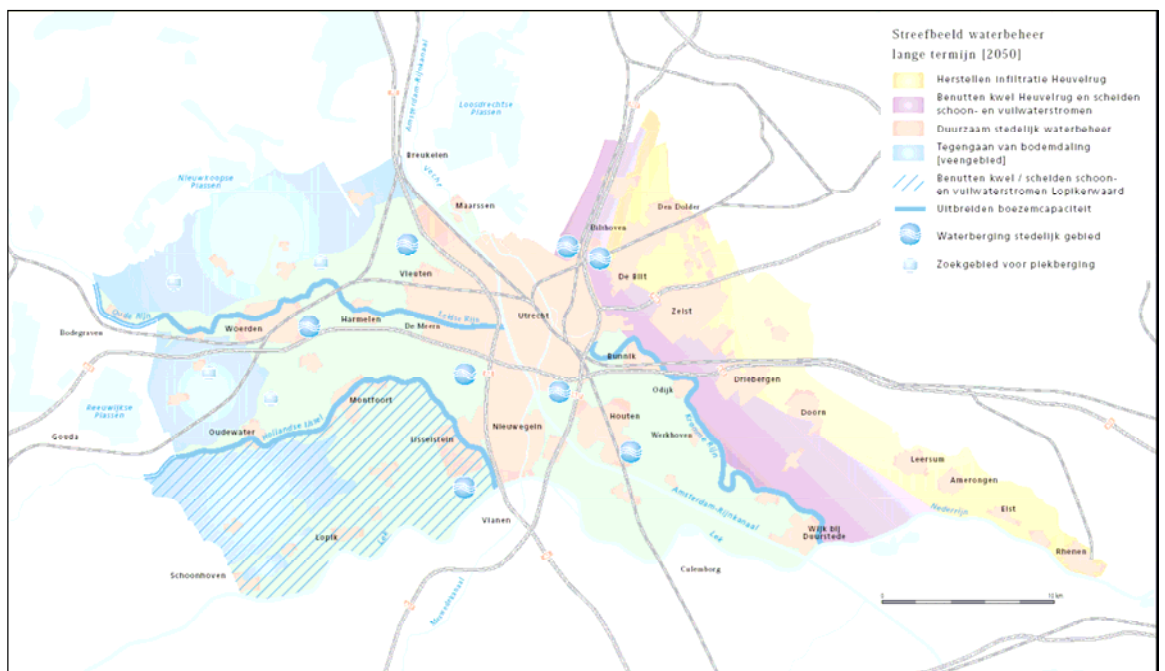 Streefbeeld waterbeheer
lange termijn [2050]
Herstellen infiltratie Heuvelrug
Benutten kwel Heuvelrug en scheiden
schoon- en vuilwaterstromen
Duurzaam stedelijk waterbeheer
Tegengaan van bodemdaling
[veengebied]
Benutten kwel / scheiden schoon-
en vuilwaterstromen Lopikerwaard
Uitbreiden boezemcapaciteit
Waterberging stedelijk gebied
Zoekgebied voor piekberging
Amsterdam-Rijnkanaal
Loosdrechtse
Plassen
Breukelen
Vecht
Nieuwkoopse
Plassen
Maarssen
Den Dolder
Bilthoven
Vleuten
De Bilt
Zeist
Oude Rijn
Leidse Rijn
Utrecht
Bodegraven
Woerden
Harmelen
De Meern
Bunnik
Driebergen
Odijk
Doorn
Reeuwijkse
Plassen
Montfoort
Houten
Kromme Rijn
Gouda
Oudewater
Hollandse IJssel
IJsselstein
Nieuwegein
Werkhoven
Leersum
Amerongen
Elst
Nederrijn
Amsterdam-Rijnkanaal
Vianen
Lek
Wijk bij
Duurstede
Lopik
Lek
Rhenen
Schoonhoven
Culemborg
Merwedekanaal
0
10 km